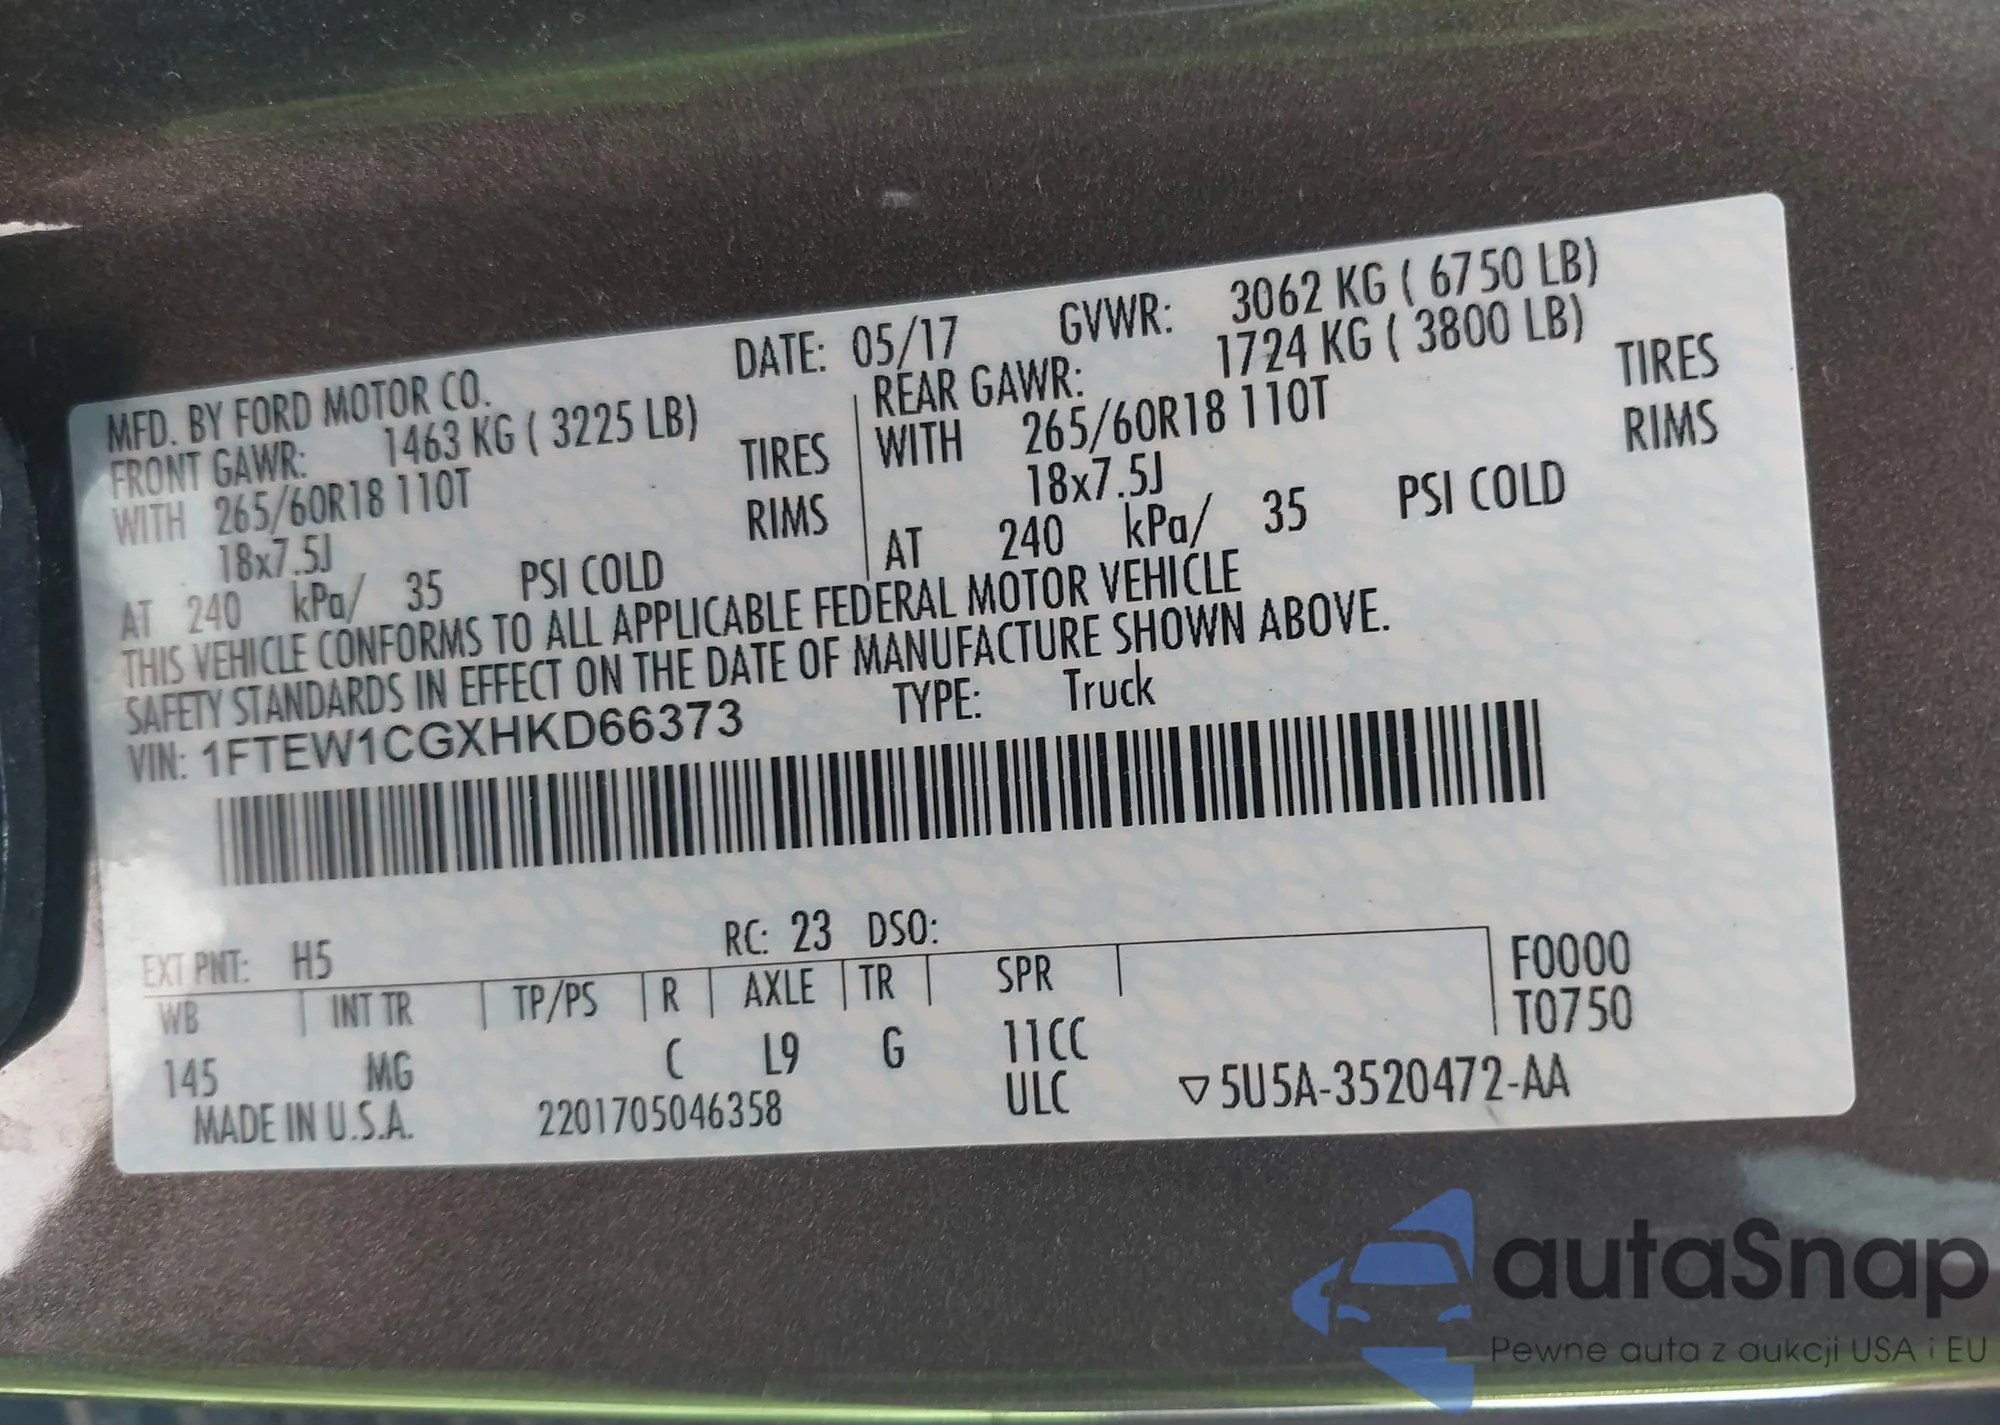 MFD. BY FORD MOTOR CO. DATE: 05/17 GVWR: 3062 KG ( 6750 LB)
FRONT GAWR: 1463 KG ( 3225 LB) REAR GAWR: 1724 KG ( 3800 LB)
WITH 265/60R18 110T TIRES WITH 265/60R18 110T TIRES
18x7.5J RIMS 18x7.5J RIMS
AT 240 kPa/ 35 PSI COLD AT 240 kPa/ 35 PSI COLD
THIS VEHICLE CONFORMS TO ALL APPLICABLE FEDERAL MOTOR VEHICLE
SAFETY STANDARDS IN EFFECT ON THE DATE OF MANUFACTURE SHOWN ABOVE.
VIN: 1FTEW1CGXHKD66373 TYPE: Truck
EXT PNT: H5 RC: 23 DSO:
WB INT TR TP/PS R AXLE TR SPR F0000
T0750
145 MG C L9 G 11CC
MADE IN U.S.A. 2201705046358 ULC ▽5U5A-3520472-AA
autaSnap
Pewne auta z aukcji USA i EU